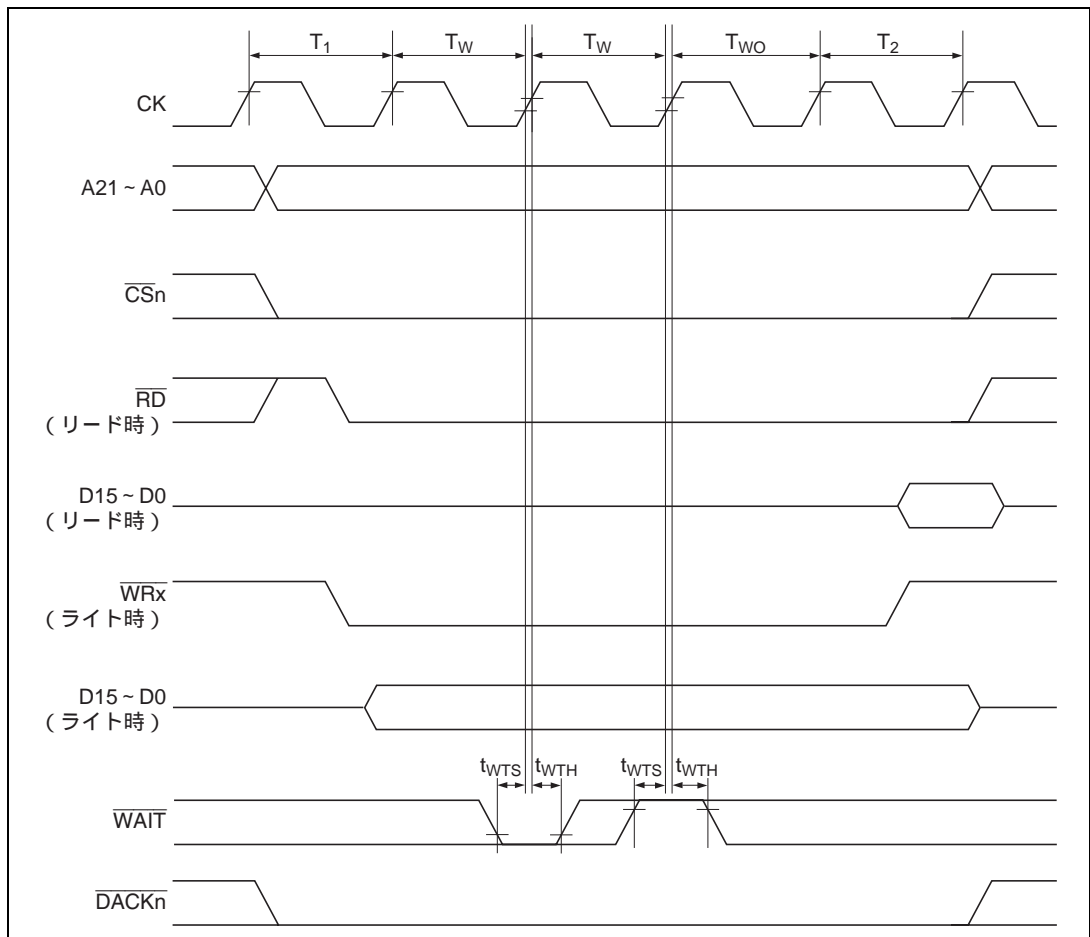 T1 TW TW TWO T2
CK
A21 ~ A0
CSn
RD
（リード時）
D15 ~ D0
（リード時）
WRx
（ライト時）
D15 ~ D0
（ライト時）
tWTS tWTH tWTS tWTH
WAIT
DACKn